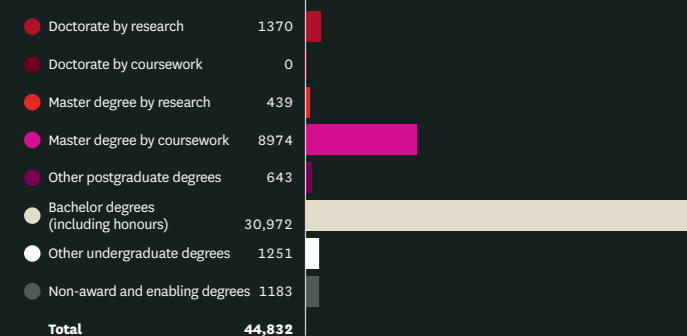 Doctorate by research 1370
Doctorate by coursework 0
Master degree by research 439
Master degree by coursework 8974
Other postgraduate degrees 643
Bachelor degrees
(including honours) 30,972
Other undergraduate degrees 1251
Non-award and enabling degrees 1183
Total 44,832